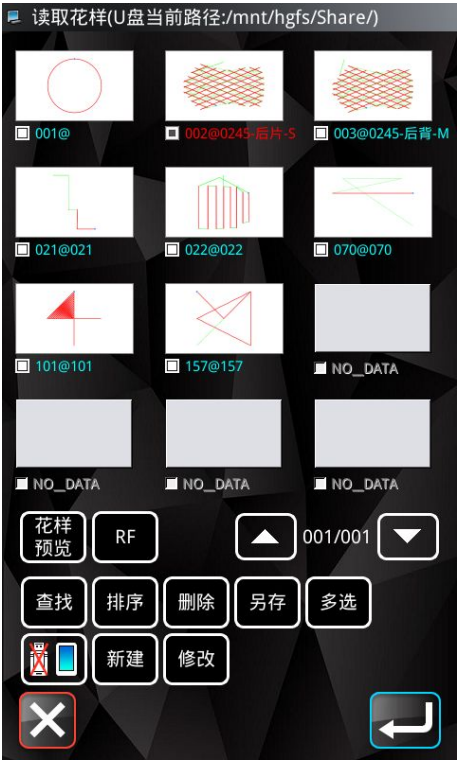 读取花样(U盘当前路径:/mnt/hgfs/Share/)
001@ 002@0245-后片-S 003@0245-后背-M
021@021 022@022 070@070
101@101 157@157 NO_DATA
NO_DATA NO_DATA NO_DATA
花样
预览 RF 001/001
查找 排序 删除 另存 多选
新建 修改